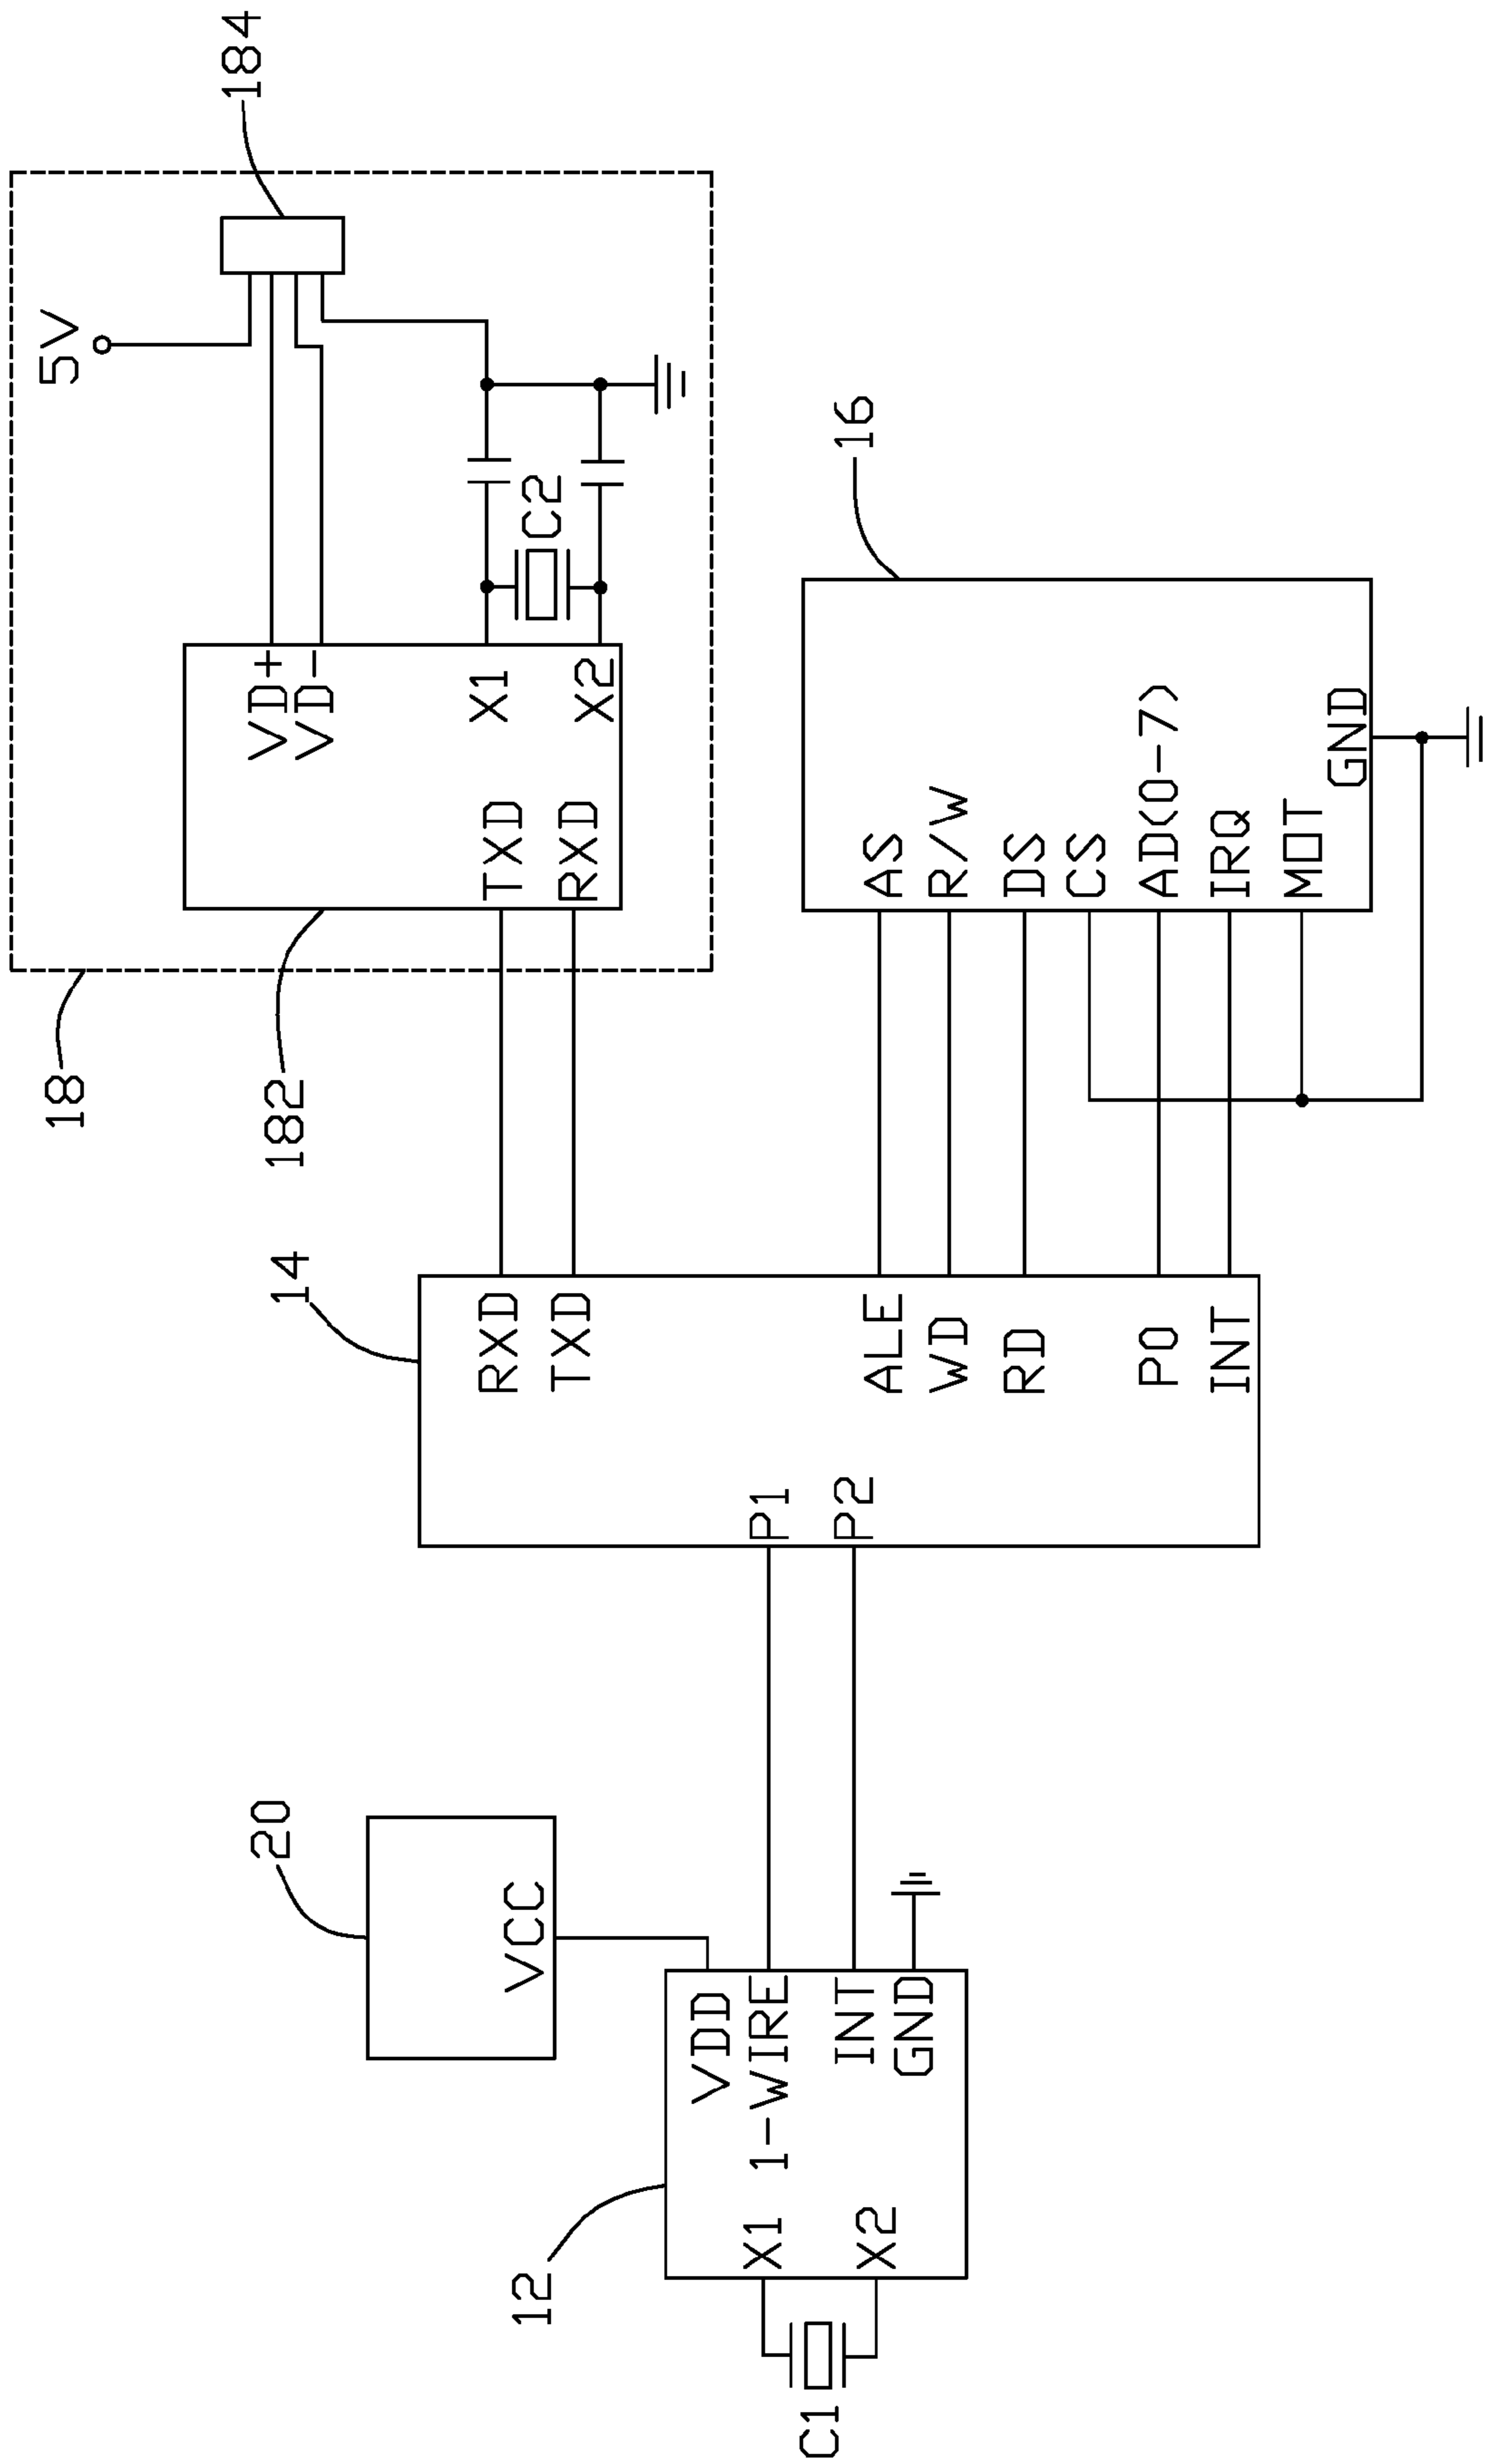 184
5V
18
182
VD+
VD-
X1
X2
TXD
RXD
C2
16
AS
R/W
DS
CS
AD(0-7)
IRQ
MOT
GND
14
RXD
TXD
ALE
WD
RD
P0
INT
P1
P2
20
VCC
12
VDD
1-WIRE
INT
GND
X1
X2
C1